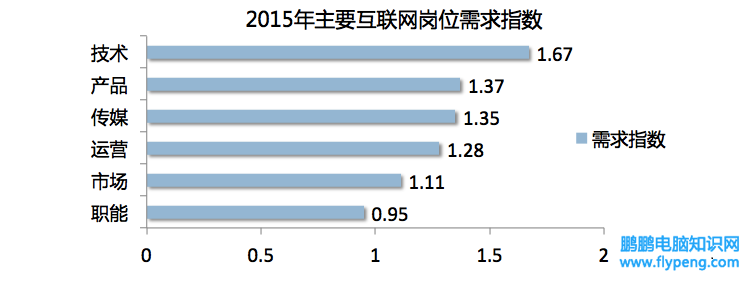 2015年主要互联网岗位需求指数
技术 1.67
产品 1.37
传媒 1.35
运营 1.28
市场 1.11
职能 0.95
需求指数
0 0.5 1 1.5 2
鹏鹏电脑知识网
www.flypeng.com